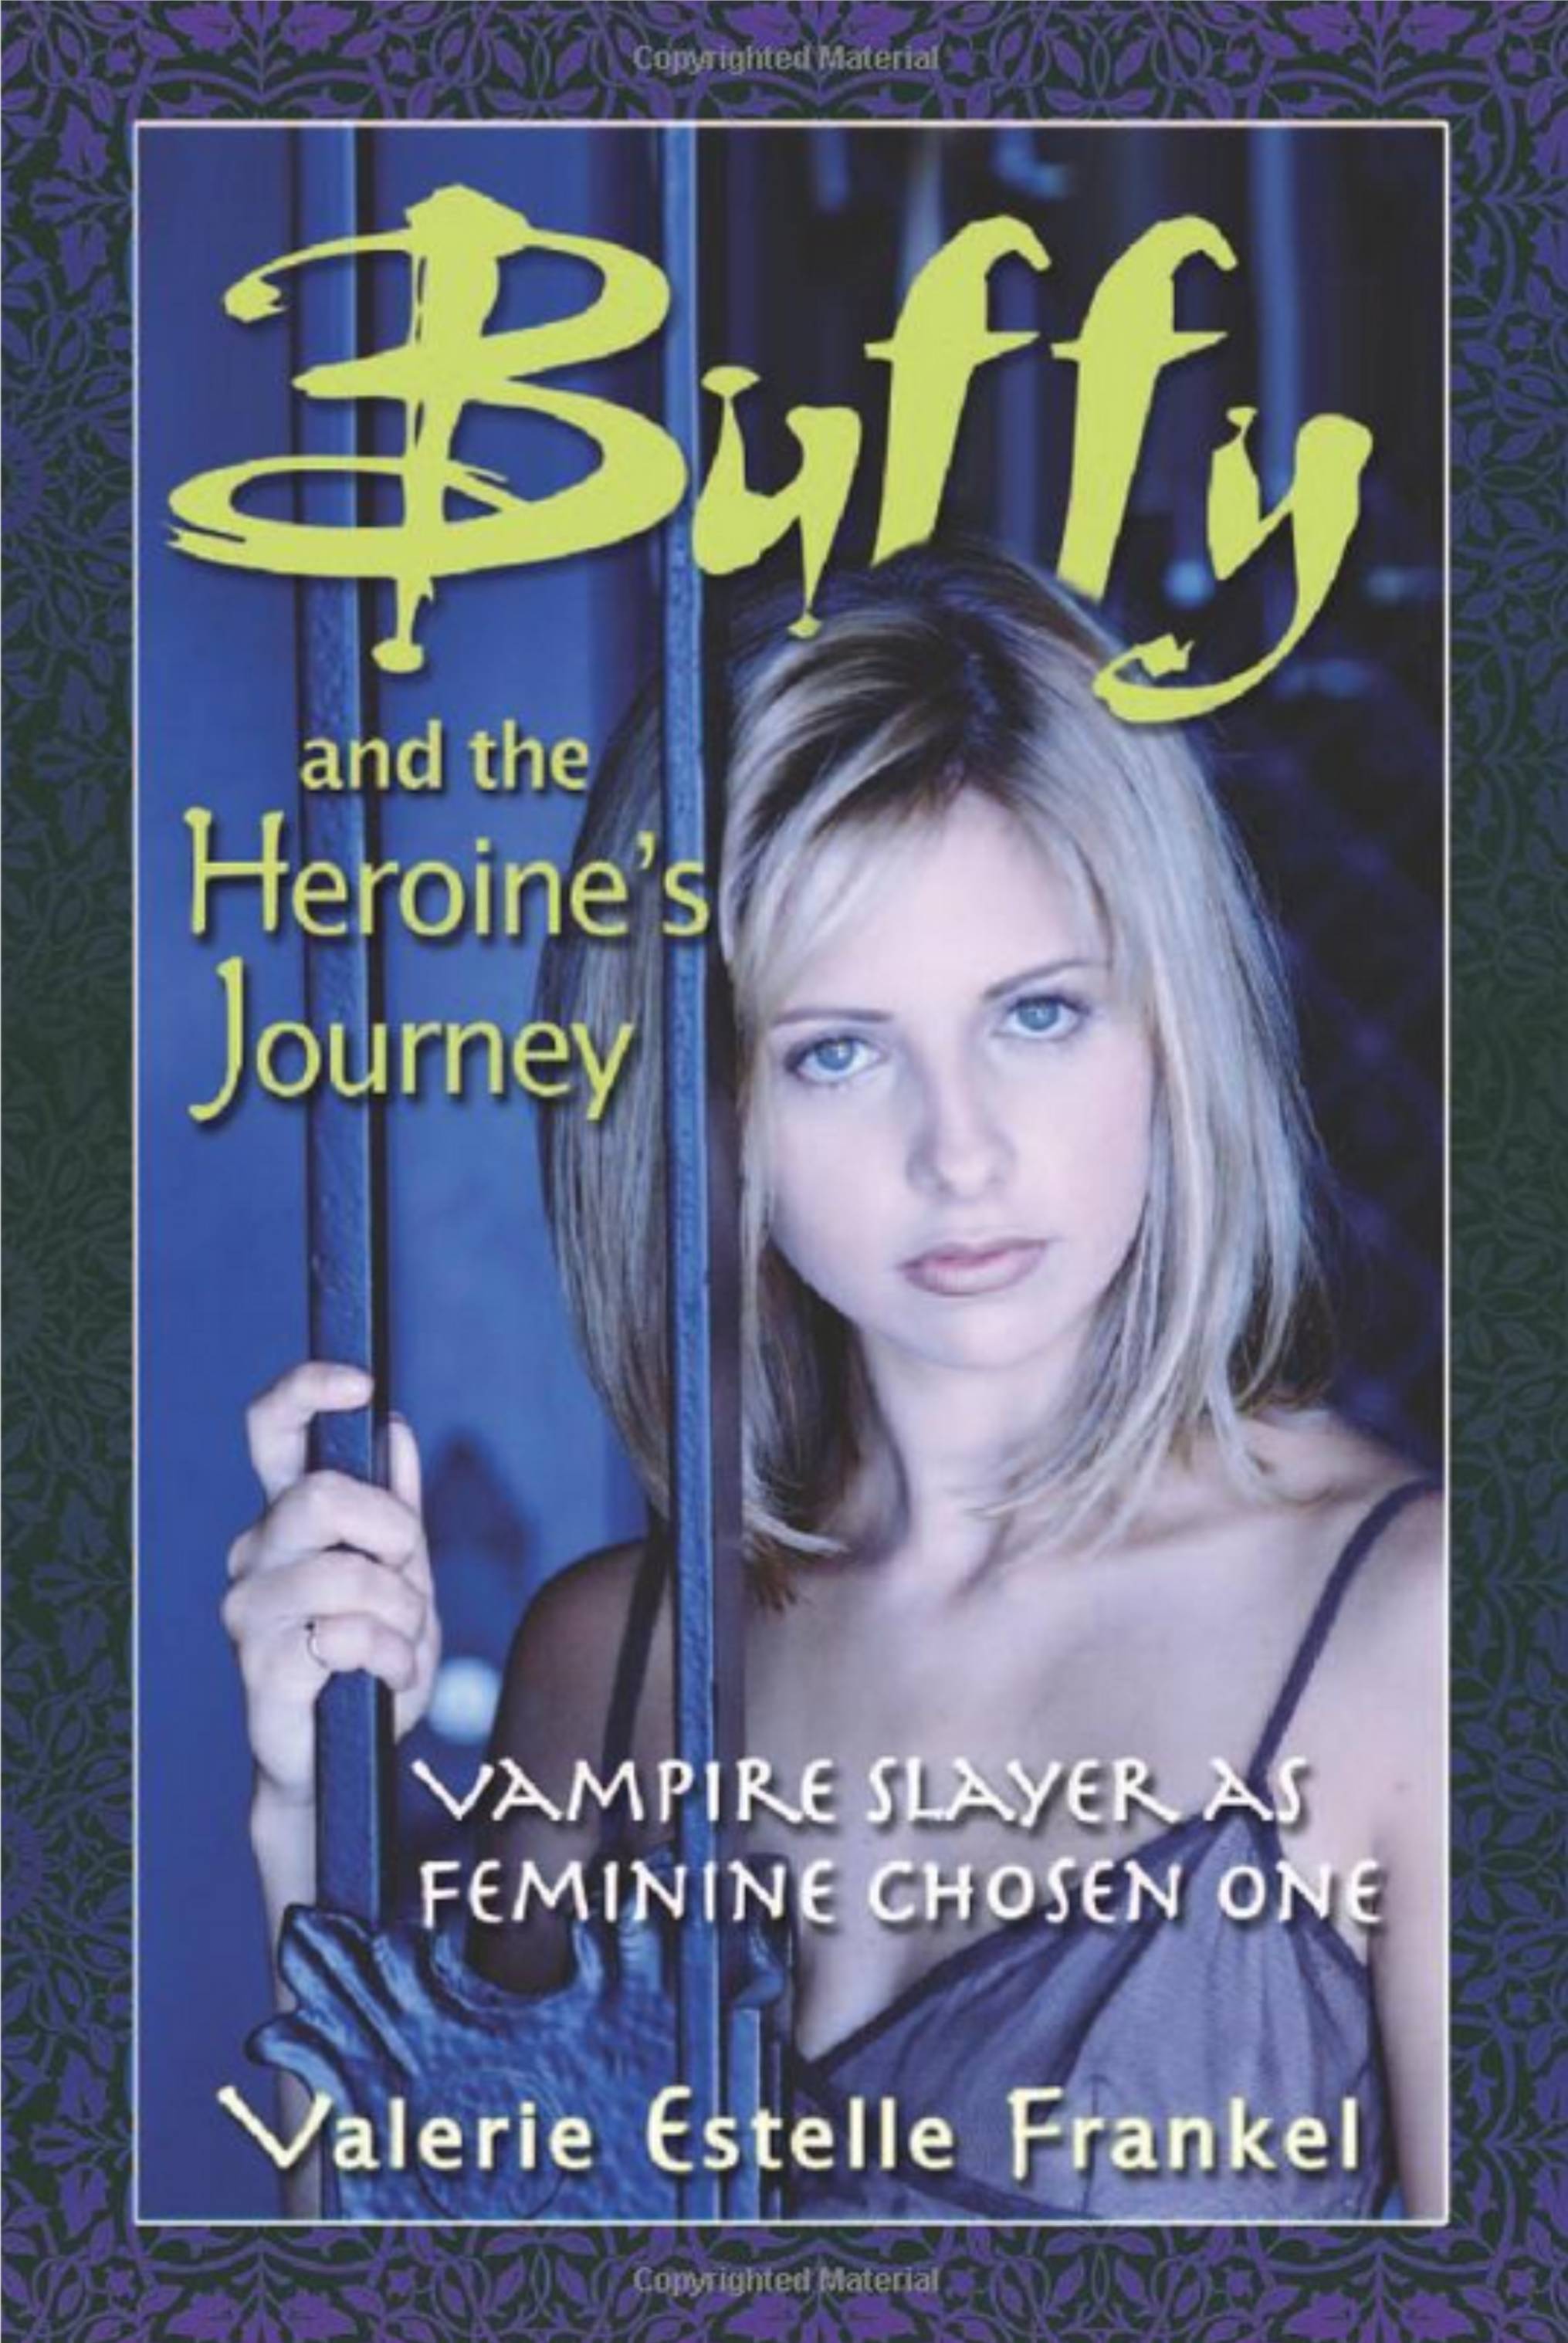 Copyrighted Material
Buffy
and the
Heroine's
Journey
VAMPIRE SLAYER AS
FEMININE CHOSEN ONE
Valerie Estelle Frankel
Copyrighted Material